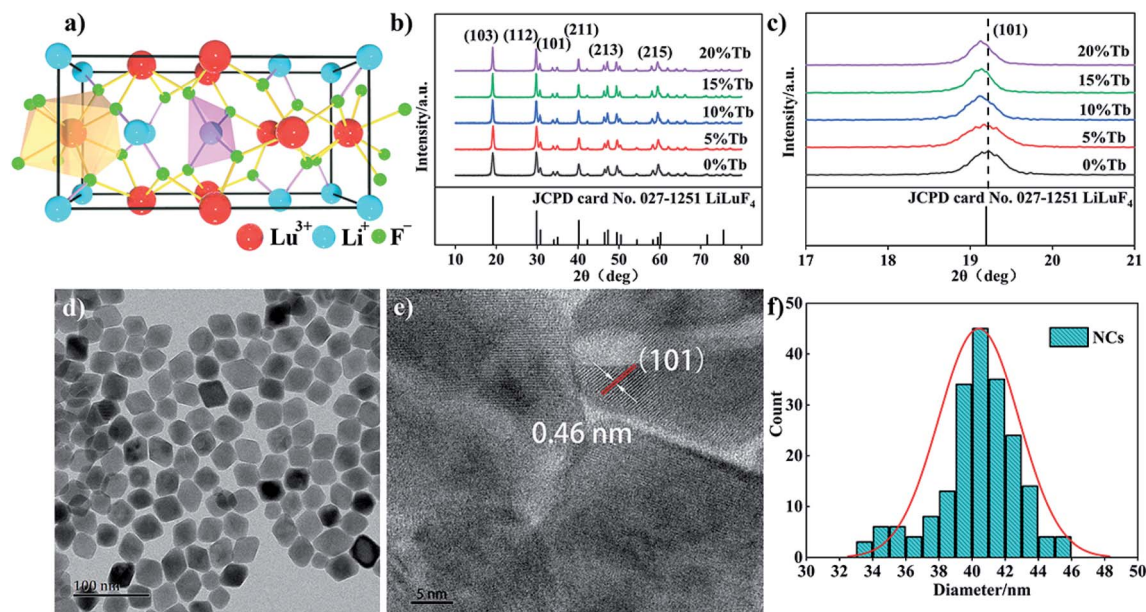 a)
Lu3+ Li+ F−
b)
Intensity/a.u.
(103) (112) (101) (211) (213) (215)
20%Tb
15%Tb
10%Tb
5%Tb
0%Tb
JCPD card No. 027-1251 LiLuF4
10 20 30 40 50 60 70 80
2θ（deg）
c)
Intensity/a.u.
(101)
20%Tb
15%Tb
10%Tb
5%Tb
0%Tb
JCPD card No. 027-1251 LiLuF4
17 18 19 20 21
2θ（deg）
d)
100 nm
e)
(101)
0.46 nm
5 nm
f)
NCs
Count
50
40
30
20
10
0
30 32 34 36 38 40 42 44 46 48 50
Diameter/nm